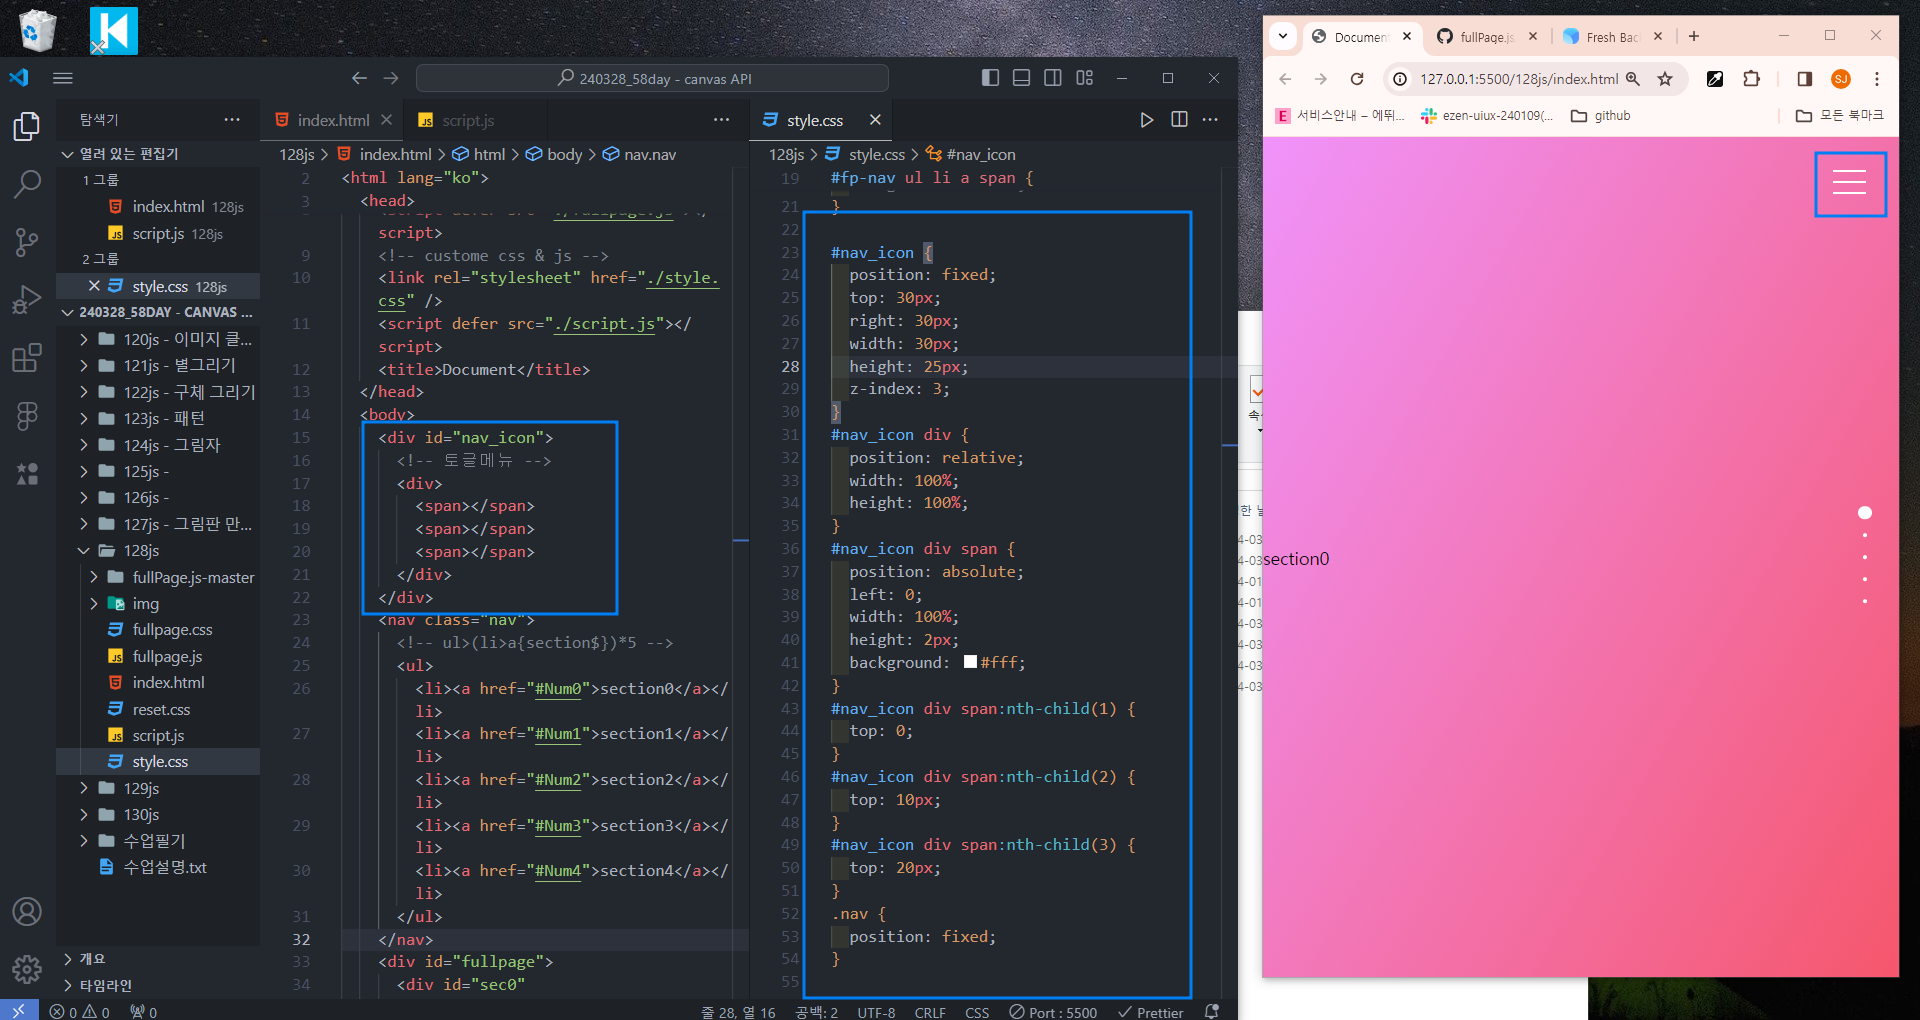 240328_58day - canvas API
탐색기
열려 있는 편집기
1 그룹
index.html 128js
script.js 128js
2 그룹
style.css 128js
240328_58DAY - CANVAS ...
120js - 이미지 클...
121js - 별그리기
122js - 구체 그리기
123js - 패턴
124js - 그림자
125js -
126js -
127js - 그림판 만...
128js
fullPage.js-master
img
fullpage.css
fullpage.js
index.html
reset.css
script.js
style.css
129js
130js
수업필기
수업설명.txt
개요
타임라인
index.html
script.js
128js > index.html > html > body > nav.nav
2 <html lang="ko">
3 <head>
script>
9 <!-- custome css & js -->
10 <link rel="stylesheet" href="./style.
css" />
11 <script defer src="./script.js"></
script>
12 <title>Document</title>
13 </head>
14 <body>
15 <div id="nav_icon">
16 <!-- 토글메뉴 -->
17 <div>
18 <span></span>
19 <span></span>
20 <span></span>
21 </div>
22 </div>
23 <nav class="nav">
24 <!-- ul>(li>a{section$})*5 -->
25 <ul>
26 <li><a href="#Num0">section0</a></
li>
27 <li><a href="#Num1">section1</a></
li>
28 <li><a href="#Num2">section2</a></
li>
29 <li><a href="#Num3">section3</a></
li>
30 <li><a href="#Num4">section4</a></
li>
31 </ul>
32 </nav>
33 <div id="fullpage">
34 <div id="sec0"
style.css
128js > style.css > #nav_icon
19 #fp-nav ul li a span {
21 }
22
23 #nav_icon {
24 position: fixed;
25 top: 30px;
26 right: 30px;
27 width: 30px;
28 height: 25px;
29 z-index: 3;
30 }
31 #nav_icon div {
32 position: relative;
33 width: 100%;
34 height: 100%;
35 }
36 #nav_icon div span {
37 position: absolute;
38 left: 0;
39 width: 100%;
40 height: 2px;
41 background: #fff;
42 }
43 #nav_icon div span:nth-child(1) {
44 top: 0;
45 }
46 #nav_icon div span:nth-child(2) {
47 top: 10px;
48 }
49 #nav_icon div span:nth-child(3) {
50 top: 20px;
51 }
52 .nav {
53 position: fixed;
54 }
55
0 0 0
줄 28, 열 16 공백: 2 UTF-8 CRLF CSS Port : 5500 Prettier
Document
fullPage.js
Fresh Bac
127.0.0.1:5500/128js/index.html
SJ
E 서비스안내 – 에뛰...
ezen-uiux-240109(...
github
모든 북마크
section0
4-03
4-03
4-01
4-01
4-03
4-03
4-03
4-03